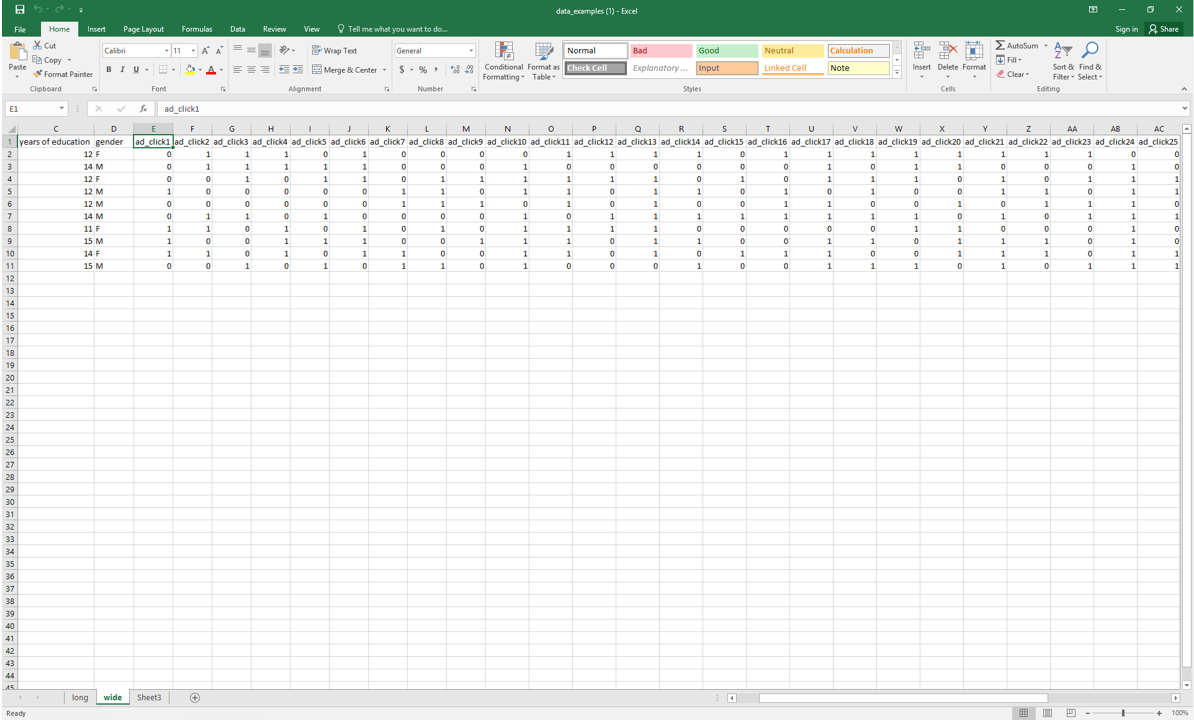 data_examples (1) - Excel
File Home Insert Page Layout Formulas Data Review View Tell me what you want to do... Sign in Share
Paste Cut Copy Format Painter
Calibri 11
B I U A
Wrap Text
Merge & Center
General
$ % ,
Conditional Formatting Format as Table
Normal Bad Good Neutral Calculation
Check Cell Explanatory ... Input Linked Cell Note
Insert Delete Format
AutoSum Fill Clear
Sort & Filter Find & Select
Clipboard Font Alignment Number Styles Cells Editing
E1 fx ad_click1
C D E F G H I J K L M N O P Q R S T U V W X Y Z AA AB AC
1 years of education gender ad_click1 ad_click2 ad_click3 ad_click4 ad_click5 ad_click6 ad_click7 ad_click8 ad_click9 ad_click10 ad_click11 ad_click12 ad_click13 ad_click14 ad_click15 ad_click16 ad_click17 ad_click18 ad_click19 ad_click20 ad_click21 ad_click22 ad_click23 ad_click24 ad_click25
2 12 F 0 1 1 1 0 1 0 0 0 0 1 1 1 1 0 1 1 1 1 1 1 1 1 0 0
3 14 M 0 1 1 1 1 1 0 0 0 1 0 0 0 0 0 0 1 0 1 1 0 0 0 1 0
4 12 F 0 0 1 0 1 1 0 1 1 1 1 1 1 0 1 0 1 1 1 0 1 0 1 1 1
5 12 M 1 0 0 0 0 0 1 1 0 1 1 0 1 1 0 1 0 1 0 0 1 1 0 1 1
6 12 M 0 0 0 0 0 0 1 1 1 0 1 0 1 0 0 1 1 0 0 1 0 1 1 0 1
7 14 M 0 1 1 0 1 0 0 0 0 1 0 1 1 1 1 1 1 1 1 0 1 0 0 1 1
8 11 F 1 1 0 1 0 1 0 1 0 1 1 1 1 0 0 0 0 0 1 1 0 0 0 1 0
9 15 M 1 0 0 1 1 1 0 0 1 1 1 0 1 1 0 0 1 1 0 1 1 1 0 1 0
10 14 F 1 1 0 1 0 1 1 0 0 1 0 0 1 0 1 1 0 1 1 0 1 1 0 1 1
11 15 M 0 0 1 0 1 0 1 1 0 1 0 0 0 1 0 0 1 1 1 0 1 0 1 1 1
12
13
14
15
16
17
18
19
20
21
22
23
24
25
26
27
28
29
30
31
32
33
34
35
36
37
38
39
40
41
42
43
44
45
long wide Sheet3
Ready 100%